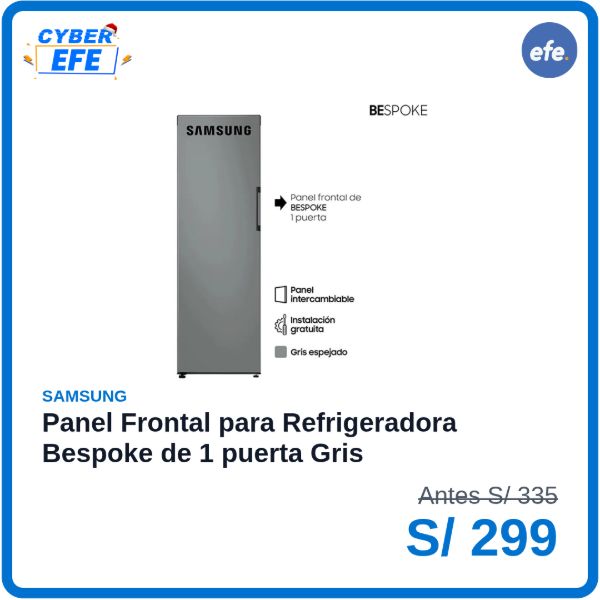 CYBER
EFE
efe.
BESPOKE
SAMSUNG
Panel frontal de
BESPOKE
1 puerta
Panel
intercambiable
Instalación
gratuita
Gris espejado
SAMSUNG
Panel Frontal para Refrigeradora
Bespoke de 1 puerta Gris
Antes S/ 335
S/ 299